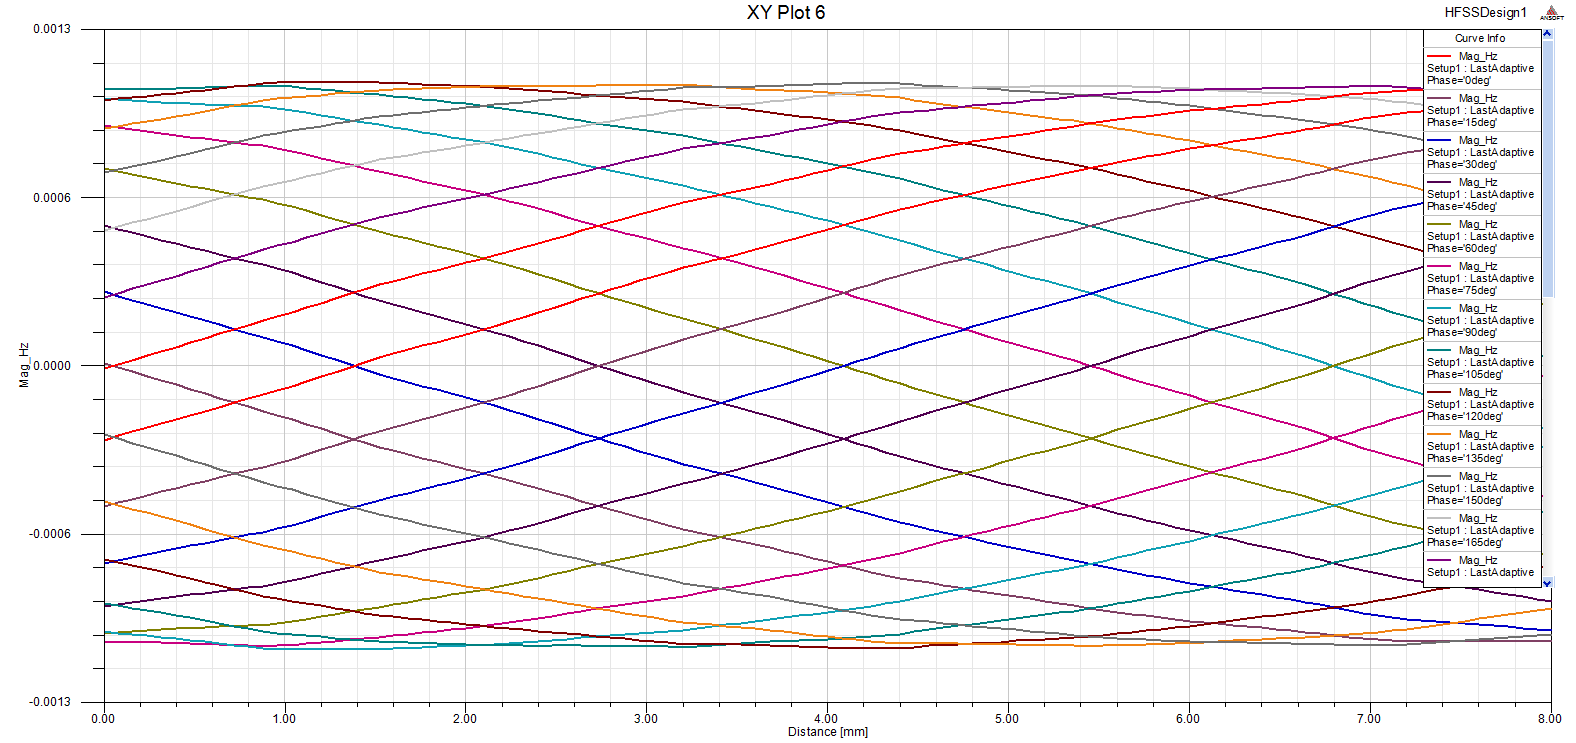 XY Plot 6
HFSSDesign1
ANSOFT
Curve Info
Mag_Hz
Setup1 : LastAdaptive
Phase='0deg'
Mag_Hz
Setup1 : LastAdaptive
Phase='15deg'
Mag_Hz
Setup1 : LastAdaptive
Phase='30deg'
Mag_Hz
Setup1 : LastAdaptive
Phase='45deg'
Mag_Hz
Setup1 : LastAdaptive
Phase='60deg'
Mag_Hz
Setup1 : LastAdaptive
Phase='75deg'
Mag_Hz
Setup1 : LastAdaptive
Phase='90deg'
Mag_Hz
Setup1 : LastAdaptive
Phase='105deg'
Mag_Hz
Setup1 : LastAdaptive
Phase='120deg'
Mag_Hz
Setup1 : LastAdaptive
Phase='135deg'
Mag_Hz
Setup1 : LastAdaptive
Phase='150deg'
Mag_Hz
Setup1 : LastAdaptive
Phase='165deg'
Mag_Hz
Setup1 : LastAdaptive
0.0013
0.0006
0.0000
-0.0006
-0.0013
Mag_Hz
0.00 1.00 2.00 3.00 4.00 5.00 6.00 7.00 8.00
Distance [mm]